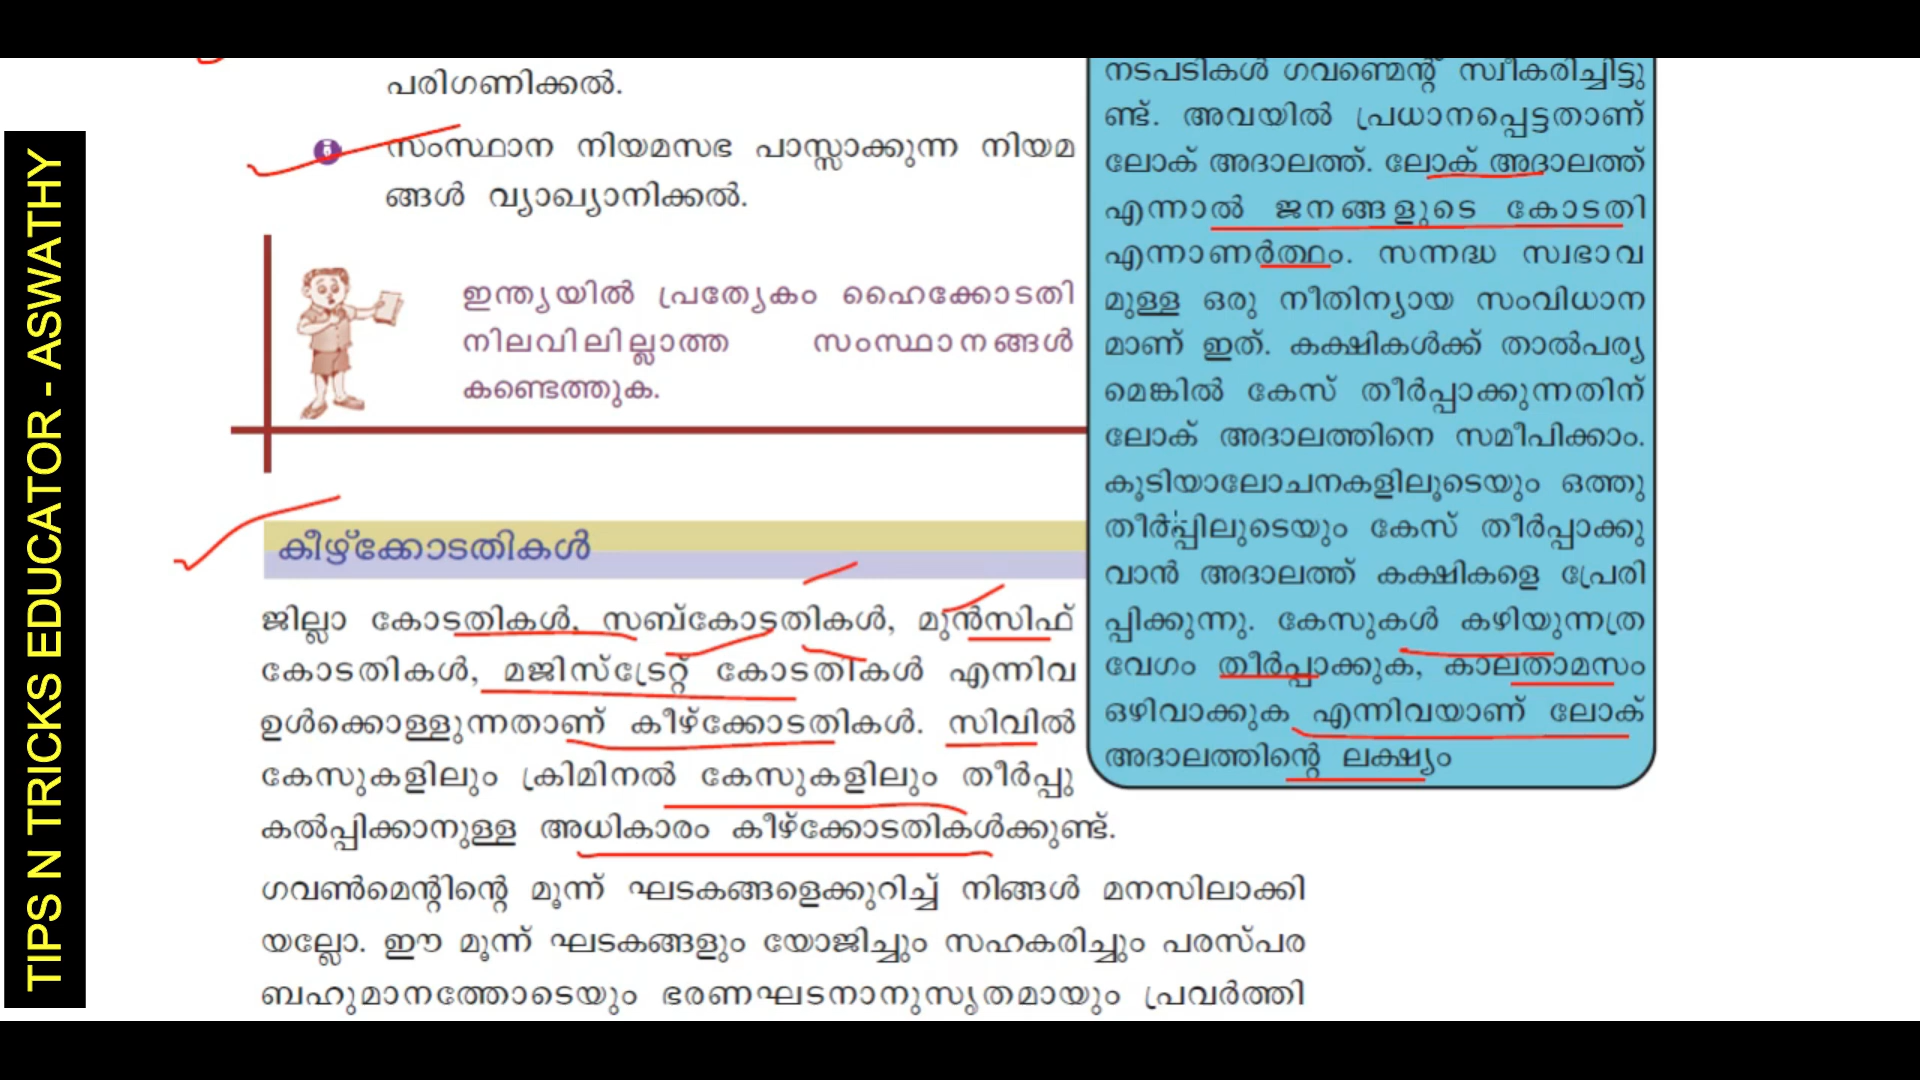 TIPS N TRICKS EDUCATOR - ASWATHY
പരിഗണിക്കൽ.
സംസ്ഥാന നിയമസഭ പാസ്സാക്കുന്ന നിയമ
ങ്ങൾ വ്യാഖ്യാനിക്കൽ.
ഇന്ത്യയിൽ പ്രത്യേകം ഹൈക്കോടതി
നിലവിലില്ലാത്ത സംസ്ഥാനങ്ങൾ
കണ്ടെത്തുക.
കീഴ്ക്കോടതികൾ
ജില്ലാ കോടതികൾ, സബ്കോടതികൾ, മുൻസിഫ്
കോടതികൾ, മജിസ്ട്രേറ്റ് കോടതികൾ എന്നിവ
ഉൾക്കൊള്ളുന്നതാണ് കീഴ്ക്കോടതികൾ. സിവിൽ
കേസുകളിലും ക്രിമിനൽ കേസുകളിലും തീർപ്പു
കൽപ്പിക്കാനുള്ള അധികാരം കീഴ്ക്കോടതികൾക്കുണ്ട്.
ഗവൺമെന്റിന്റെ മൂന്ന് ഘടകങ്ങളെക്കുറിച്ച് നിങ്ങൾ മനസിലാക്കി
യല്ലോ. ഈ മൂന്ന് ഘടകങ്ങളും യോജിച്ചും സഹകരിച്ചും പരസ്പര
ബഹുമാനത്തോടെയും ഭരണഘടനാനുസൃതമായും പ്രവർത്തി
നടപടികൾ ഗവണ്മെന്റ് സ്വീകരിച്ചിട്ടു
ണ്ട്. അവയിൽ പ്രധാനപ്പെട്ടതാണ്
ലോക് അദാലത്ത്. ലോക് അദാലത്ത്
എന്നാൽ ജനങ്ങളുടെ കോടതി
എന്നാണർത്ഥം. സന്നദ്ധ സ്വഭാവ
മുള്ള ഒരു നീതിന്യായ സംവിധാന
മാണ് ഇത്. കക്ഷികൾക്ക് താൽപര്യ
മെങ്കിൽ കേസ് തീർപ്പാക്കുന്നതിന്
ലോക് അദാലത്തിനെ സമീപിക്കാം.
കൂടിയാലോചനകളിലൂടെയും ഒത്തു
തീർപ്പിലുടെയും കേസ് തീർപ്പാക്കു
വാൻ അദാലത്ത് കക്ഷികളെ പ്രേരി
പ്പിക്കുന്നു. കേസുകൾ കഴിയുന്നത്ര
വേഗം തീർപ്പാക്കുക, കാലതാമസം
ഒഴിവാക്കുക എന്നിവയാണ് ലോക്
അദാലത്തിന്റെ ലക്ഷ്യം